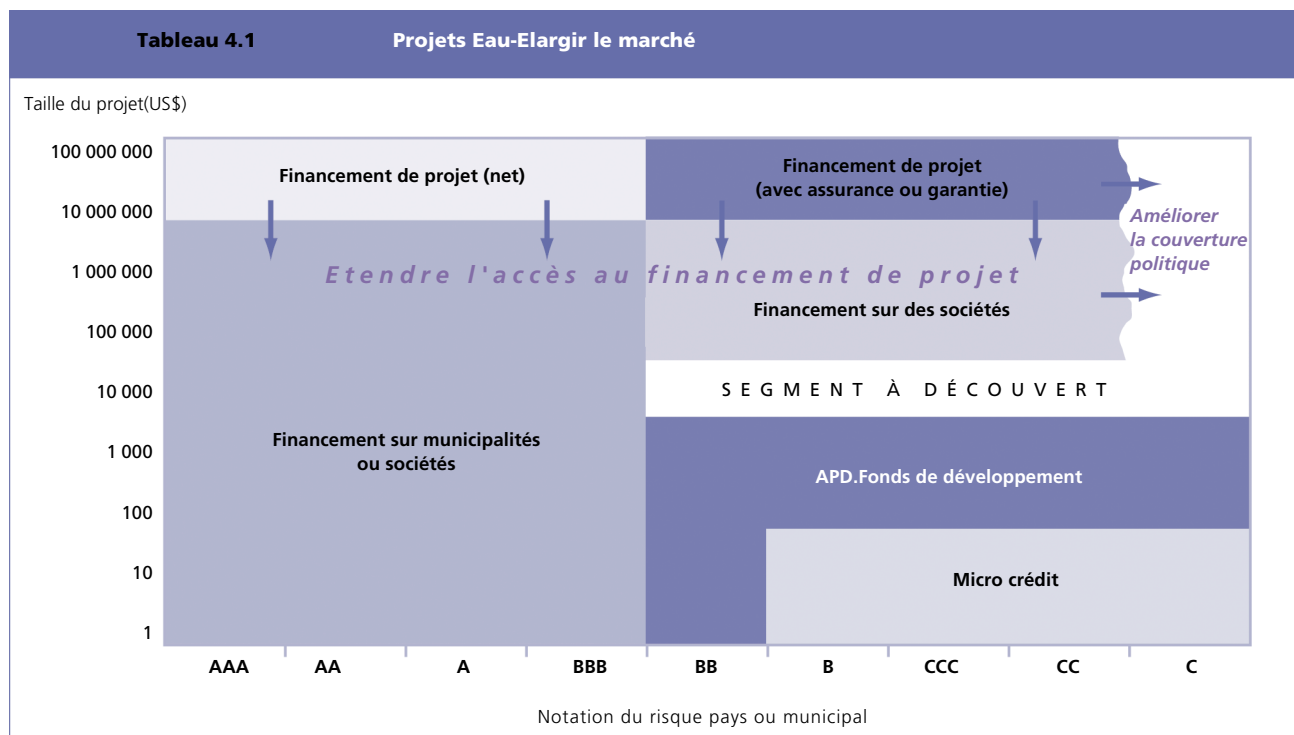 Tableau 4.1 Projets Eau-Elargir le marché
Taille du projet(US$)
100 000 000
10 000 000
1 000 000
100 000
10 000
1 000
100
10
1
Financement de projet (net)
Financement de projet
(avec assurance ou garantie)
Améliorer
la couverture
politique
Etendre l'accès au financement de projet
Financement sur des sociétés
SEGMENT À DÉCOUVERT
Financement sur municipalités
ou sociétés
APD.Fonds de développement
Micro crédit
AAA AA A BBB BB B CCC CC C
Notation du risque pays ou municipal